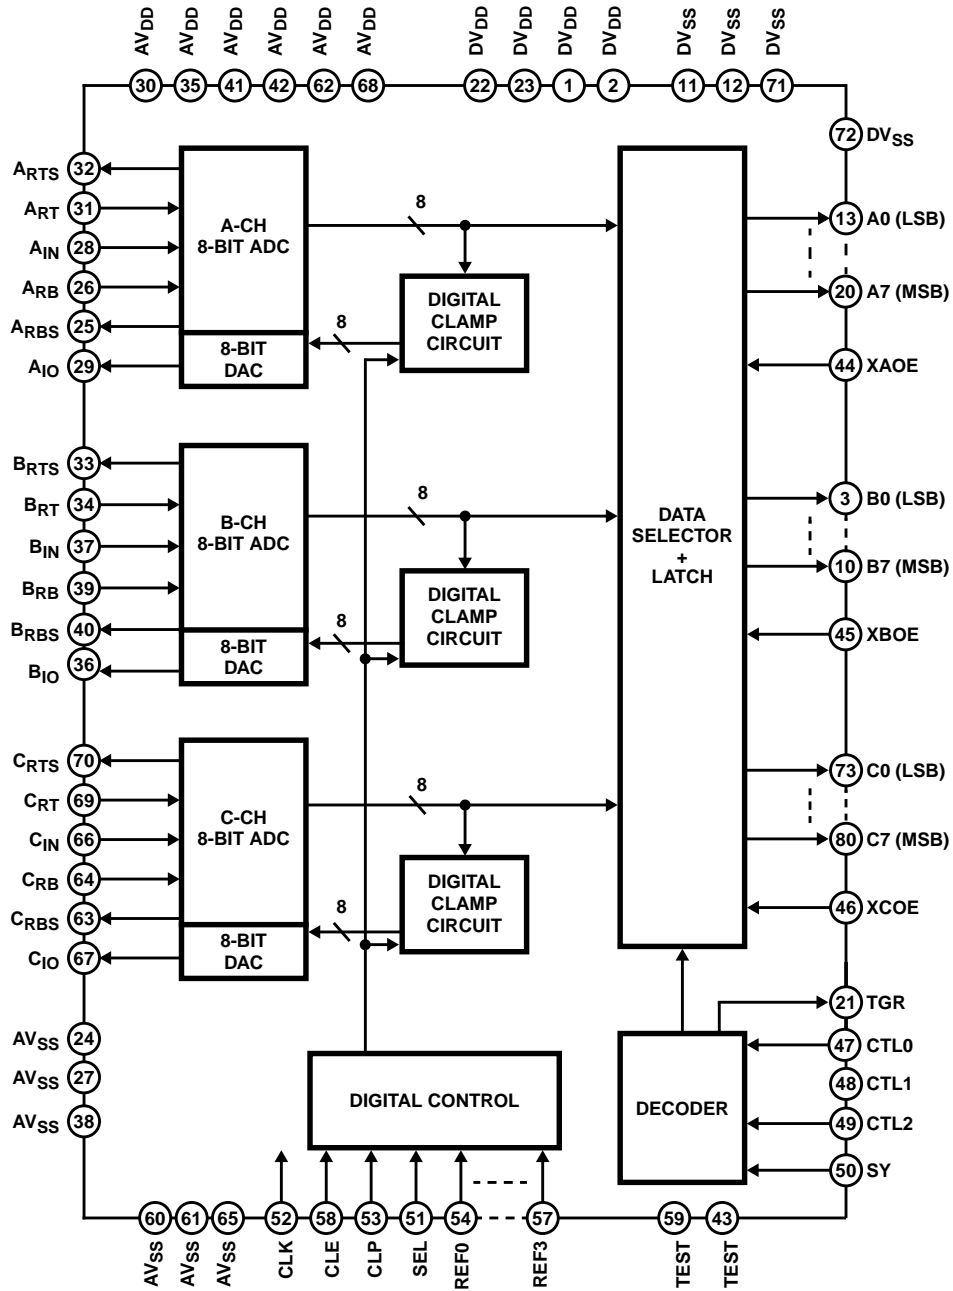 AVDD AVDD AVDD AVDD AVDD AVDD DVDD DVDD DVDD DVDD DVSS DVSS DVSS
30 35 41 42 62 68 22 23 1 2 11 12 71
72 DVSS
ARTS 32
ART 31
AIN 28
ARB 26
ARBS 25
AIO 29
A-CH
8-BIT ADC
8-BIT
DAC
8
8
DIGITAL
CLAMP
CIRCUIT
13 A0 (LSB)
20 A7 (MSB)
44 XAOE
BRTS 33
BRT 34
BIN 37
BRB 39
BRBS 40
BIO 36
B-CH
8-BIT ADC
8-BIT
DAC
8
8
DIGITAL
CLAMP
CIRCUIT
DATA
SELECTOR
+
LATCH
3 B0 (LSB)
10 B7 (MSB)
45 XBOE
CRTS 70
CRT 69
CIN 66
CRB 64
CRBS 63
CIO 67
C-CH
8-BIT ADC
8-BIT
DAC
8
8
DIGITAL
CLAMP
CIRCUIT
73 C0 (LSB)
80 C7 (MSB)
46 XCOE
AVSS 24
AVSS 27
AVSS 38
DIGITAL CONTROL
DECODER
21 TGR
47 CTL0
48 CTL1
49 CTL2
50 SY
60 61 65 52 58 53 51 54 57 59 43
AVSS AVSS AVSS CLK CLE CLP SEL REF0 REF3 TEST TEST